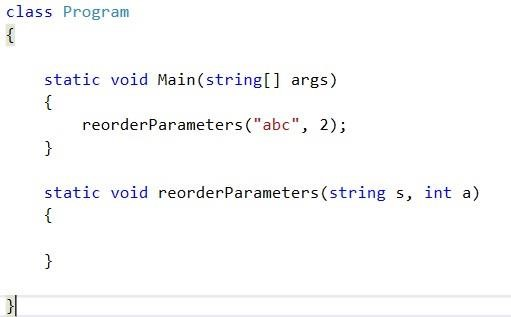 class Program
{
static void Main(string[] args)
{
reorderParameters("abc", 2);
}
static void reorderParameters(string s, int a)
{
}
}